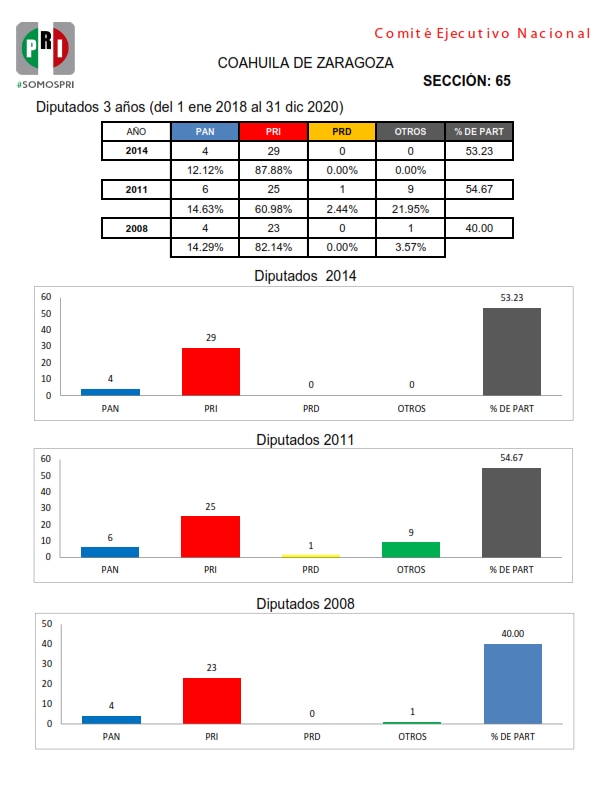 PRI
#SOMOSPRI
Comité Ejecutivo Nacional
COAHUILA DE ZARAGOZA
SECCIÓN: 65
Diputados 3 años (del 1 ene 2018 al 31 dic 2020)
AÑO PAN PRI PRD OTROS % DE PART
2014 4 29 0 0 53.23
12.12% 87.88% 0.00% 0.00%
2011 6 25 1 9 54.67
14.63% 60.98% 2.44% 21.95%
2008 4 23 0 1 40.00
14.29% 82.14% 0.00% 3.57%
Diputados 2014
60
50
40
30
20
10
0
4 29 0 0 53.23
PAN PRI PRD OTROS % DE PART
Diputados 2011
60
50
40
30
20
10
0
6 25 1 9 54.67
PAN PRI PRD OTROS % DE PART
Diputados 2008
50
40
30
20
10
0
4 23 0 1 40.00
PAN PRI PRD OTROS % DE PART